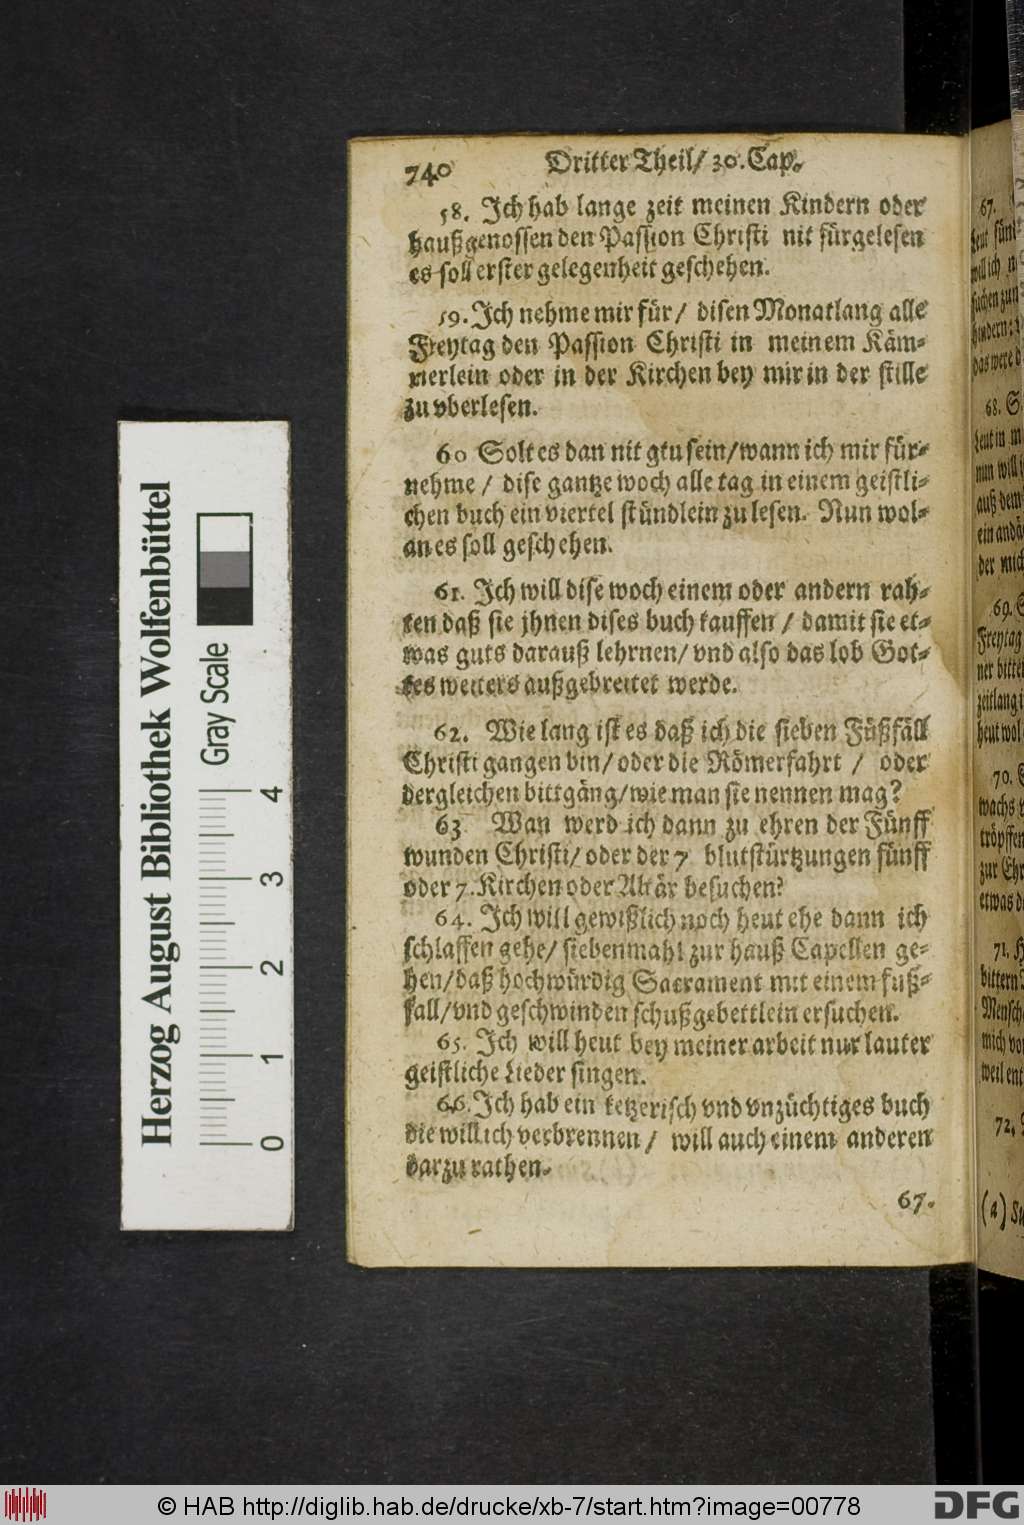 740 Dritter Theil/ 30. Cap.
58. Ich hab lange zeit meinen Kindern oder
haußgenossen den Passion Christi nit fürgelesen
es soll erster gelegenheit geschehen.
59. Ich nehme mir für/ disen Monat lang alle
Freytag den Passion Christi in meinem Käm-
merlein oder in der Kirchen bey mir in der stille
zu vberlesen.
60 Solt es dan nit gtu sein/wann ich mir für-
nehme / dise gantze woch alle tag in einem geistli-
chen buch ein viertel stündlein zu lesen. Nun wol-
an es soll geschehen.
61. Ich will dise woch einem oder andern rah-
ten daß sie jhnen dises buch kauffen / damit sie et-
was guts darauß lehrnen/ vnd also das lob Got-
tes weiters außgebreitet werde.
62. Wie lang ist es daß ich die sieben Füßfäll
Christi gangen bin/ oder die Römerfahrt / oder
dergleichen bittgäng/wie man sie nennen mag?
63 Wan werd ich dann zu ehren der Fünff
wunden Christi/ oder der 7 blutstürtzungen fünff
oder 7. Kirchen oder Altär besuchen?
64. Ich will gewißlich noch heut ehe dann ich
schlaffen gehe/ siebenmahl zur hauß Capellen ge-
hen/daß hochwürdig Sacrament mit einem fuß-
fall/vnd geschwinden schußgebettlein ersuchen.
65. Ich will heut bey meiner arbeit nur lauter
geistliche Lieder singen.
66. Ich hab ein ketzerisch vnd vnzüchtiges buch
die will ich verbrennen / will auch einem anderen
darzu rathen.
67.
67.
68. S
69.
Freytag
70.
71. H
72.
(a)
Herzog August Bibliothek Wolfenbüttel
Gray Scale
0 1 2 3 4
© HAB http://diglib.hab.de/drucke/xb-7/start.htm?image=00778
DFG